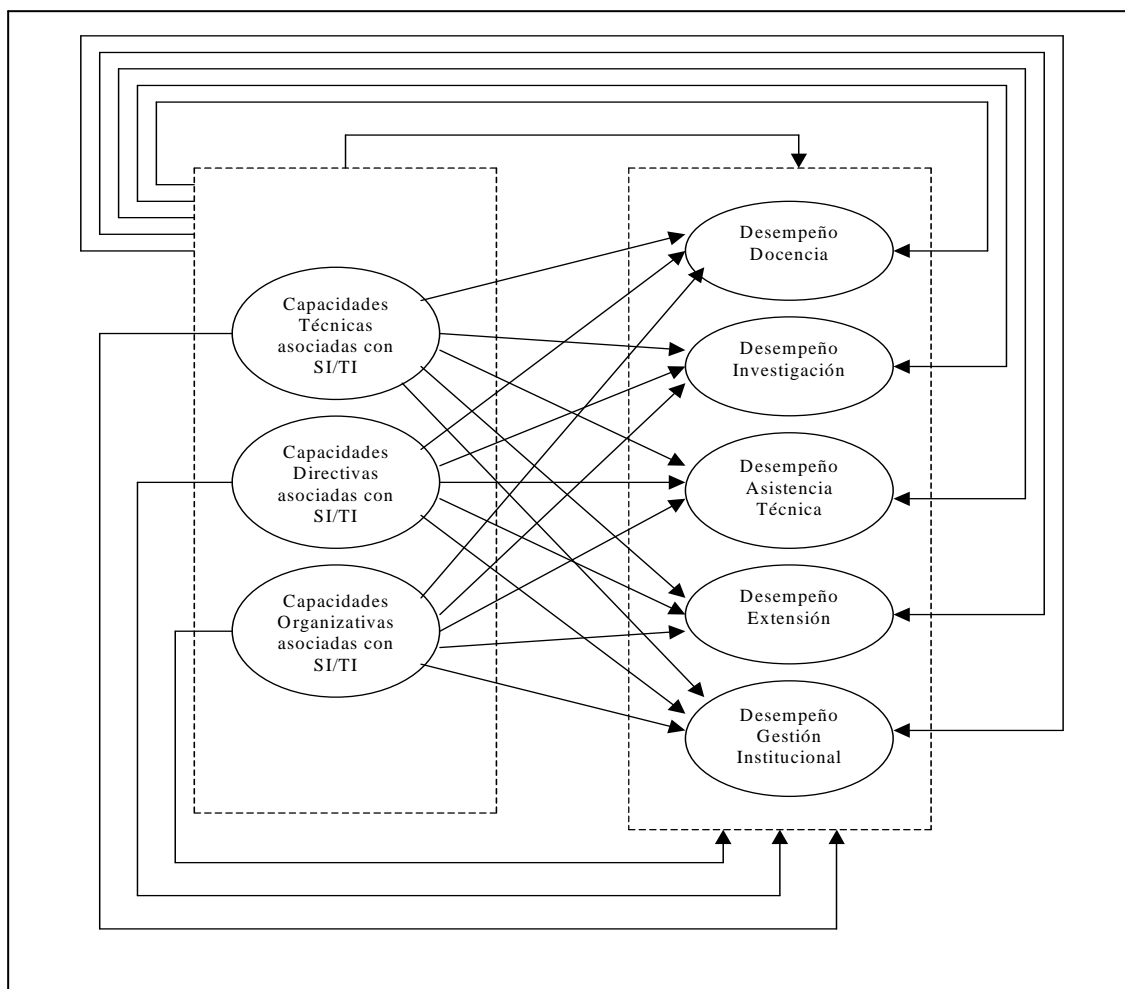 Capacidades
Técnicas
asociadas con
SI/TI
Capacidades
Directivas
asociadas con
SI/TI
Capacidades
Organizativas
asociadas con
SI/TI
Desempeño
Docencia
Desempeño
Investigación
Desempeño
Asistencia
Técnica
Desempeño
Extensión
Desempeño
Gestión
Institucional